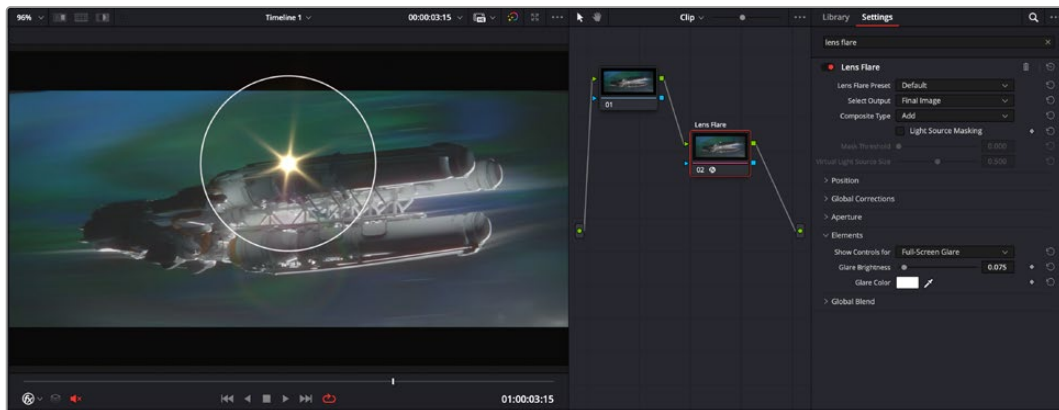 96%
Timeline 1
00:00:03:15
Clip
Library
Settings
lens flare
Lens Flare
Lens Flare Preset
Default
Select Output
Final Image
Composite Type
Add
Light Source Masking
Mask Threshold
0.000
Virtual Light Source Size
0.500
Position
Global Corrections
Aperture
Elements
Show Controls for
Full-Screen Glare
Glare Brightness
0.075
Glare Color
Global Blend
01
Lens Flare
02
fx
01:00:03:15